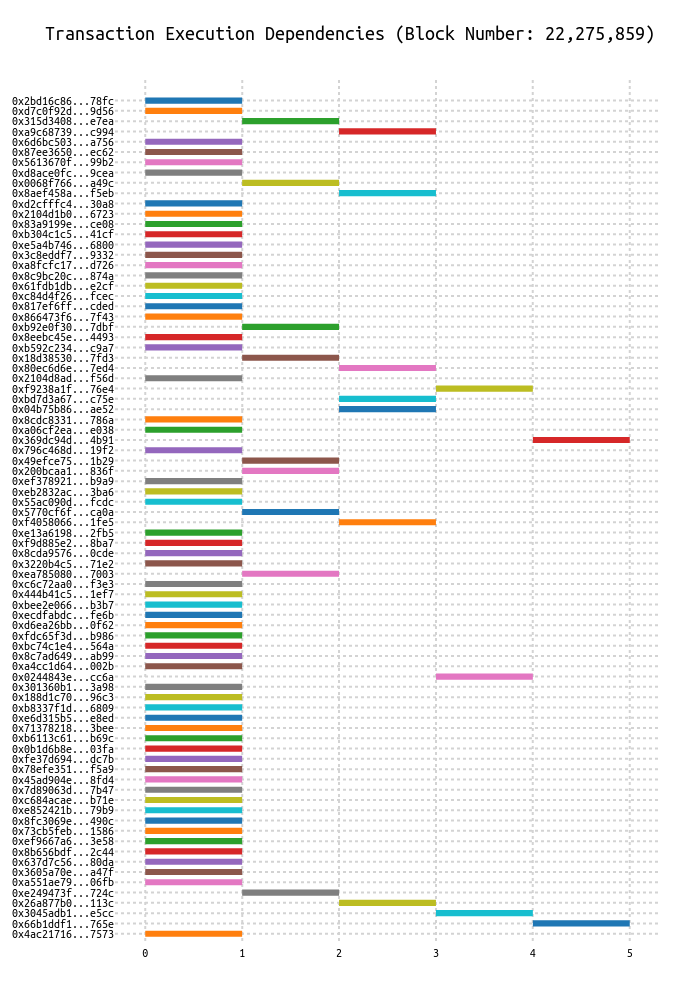 Transaction Execution Dependencies (Block Number: 22,275,859)
0x2bd16c86...78fc
0xd7c0f92d...9d56
0x315d3408...e7ea
0xa9c68739...c994
0x6d6bc503...a756
0x87ee3650...ec62
0x5613670f...99b2
0xd8ace0fc...9cea
0x0068f766...a49c
0x8aef458a...f5eb
0xd2cfffc4...30a8
0x2104d1b0...6723
0x83a9199e...ce08
0xb304c1c5...41cf
0xe5a4b746...6800
0x3c8eddf7...9332
0xa8fcfc17...d726
0x8c9bc20c...874a
0x61fdb1db...e2cf
0xc84d4f26...fcec
0x817ef6ff...cded
0x866473f6...7f43
0xb92e0f30...7dbf
0x8eebc45e...4493
0xb592c234...c9a7
0x18d38530...7fd3
0x80ec6d6e...7ed4
0x2104d8ad...f56d
0xf9238a1f...76e4
0xbd7d3a67...c75e
0x04b75b86...ae52
0x8cdc8331...786a
0xa06cf2ea...e038
0x369dc94d...4b91
0x796c468d...19f2
0x49efce75...1b29
0x200bcaa1...836f
0xef378921...b9a9
0xeb2832ac...3ba6
0x55ac090d...fcdc
0x5770cf6f...ca0a
0xf4058066...1fe5
0xe13a6198...2fb5
0xf9d885e2...8ba7
0x8cda9576...0cde
0x3220b4c5...71e2
0xea785080...7003
0xc6c72aa0...f3e3
0x444b41c5...1ef7
0xbee2e066...b3b7
0xecdfabdc...fe6b
0xd6ea26bb...0f62
0xfdc65f3d...b986
0xbc74c1e4...564a
0x8c7ad649...ab99
0xa4cc1d64...002b
0x0244843e...cc6a
0x301360b1...3a98
0x188d1c70...96c3
0xb8337f1d...6809
0xe6d315b5...e8ed
0x71378218...3bee
0xb6113c61...b69c
0x0b1d6b8e...03fa
0xfe37d694...dc7b
0x78efe351...f5a9
0x45ad904e...8fd4
0x7d89063d...7b47
0xc684acae...b71e
0xe852421b...79b9
0x8fc3069e...490c
0x73cb5feb...1586
0xef9667a6...3e58
0x8b656bdf...2c44
0x637d7c56...80da
0x3605a70e...a47f
0xa551ae79...06fb
0xe249473f...724c
0x26a877b0...113c
0x3045adb1...e5cc
0x66b1ddf1...765e
0x4ac21716...7573
0 1 2 3 4 5